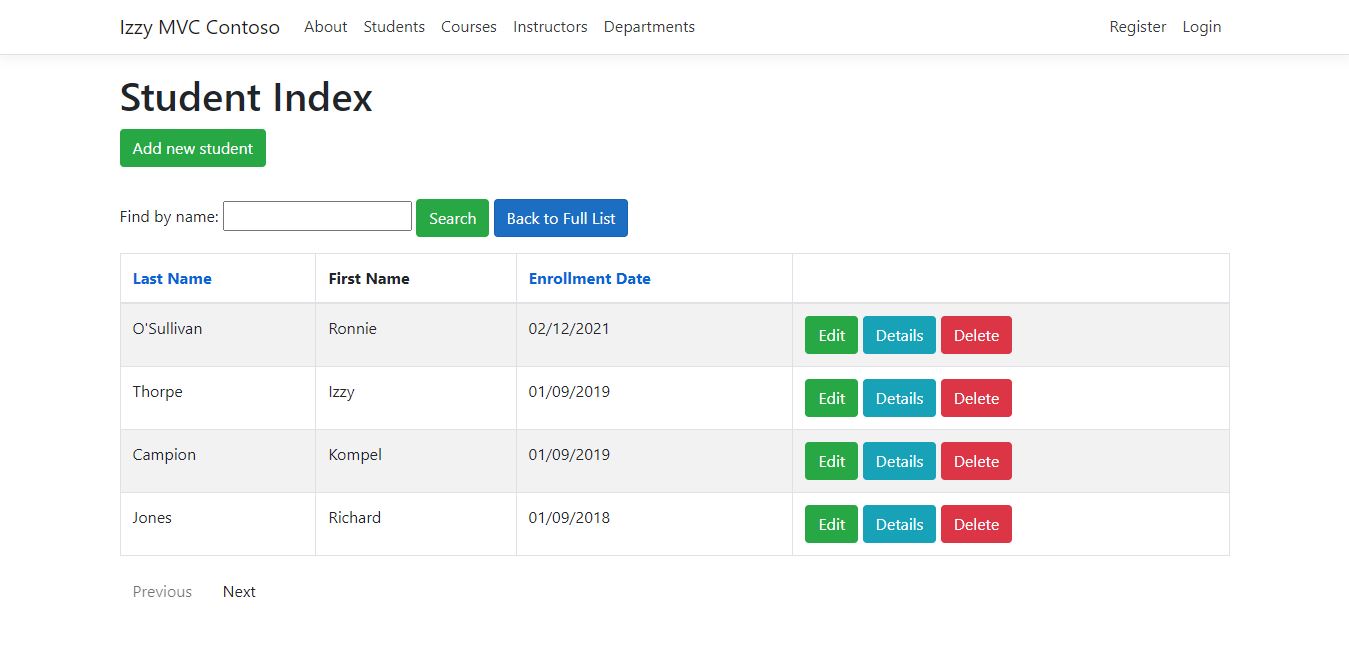 Izzy MVC Contoso About Students Courses Instructors Departments Register Login
Student Index
Add new student
Find by name: Search Back to Full List
Last Name First Name Enrollment Date
O'Sullivan Ronnie 02/12/2021 Edit Details Delete
Thorpe Izzy 01/09/2019 Edit Details Delete
Campion Kompel 01/09/2019 Edit Details Delete
Jones Richard 01/09/2018 Edit Details Delete
Previous Next